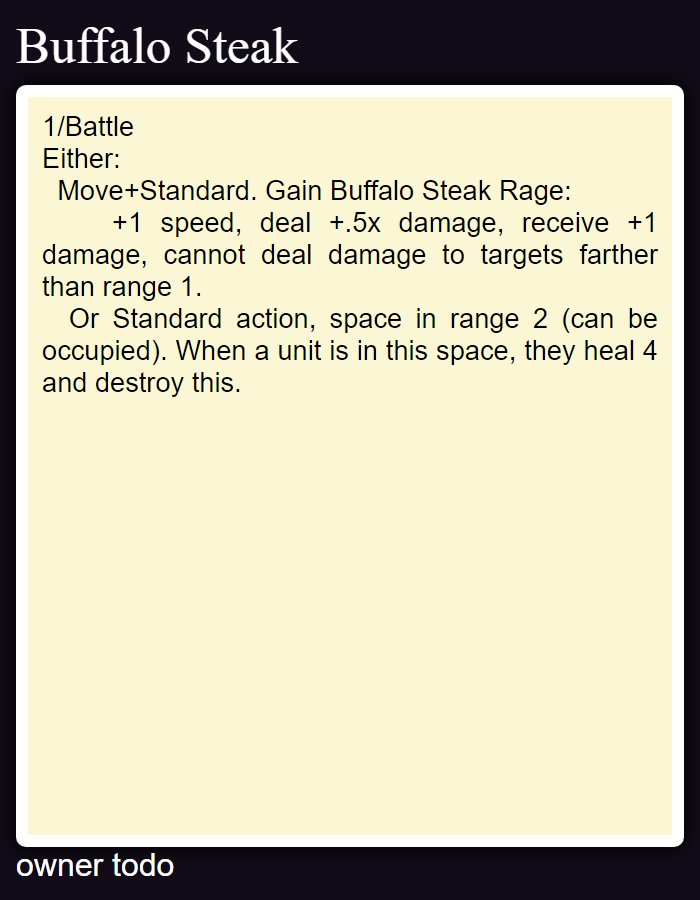 Buffalo Steak
1/Battle
Either:
Move+Standard. Gain Buffalo Steak Rage:
+1 speed, deal +.5x damage, receive +1
damage, cannot deal damage to targets farther
than range 1.
Or Standard action, space in range 2 (can be
occupied). When a unit is in this space, they heal 4
and destroy this.
owner todo